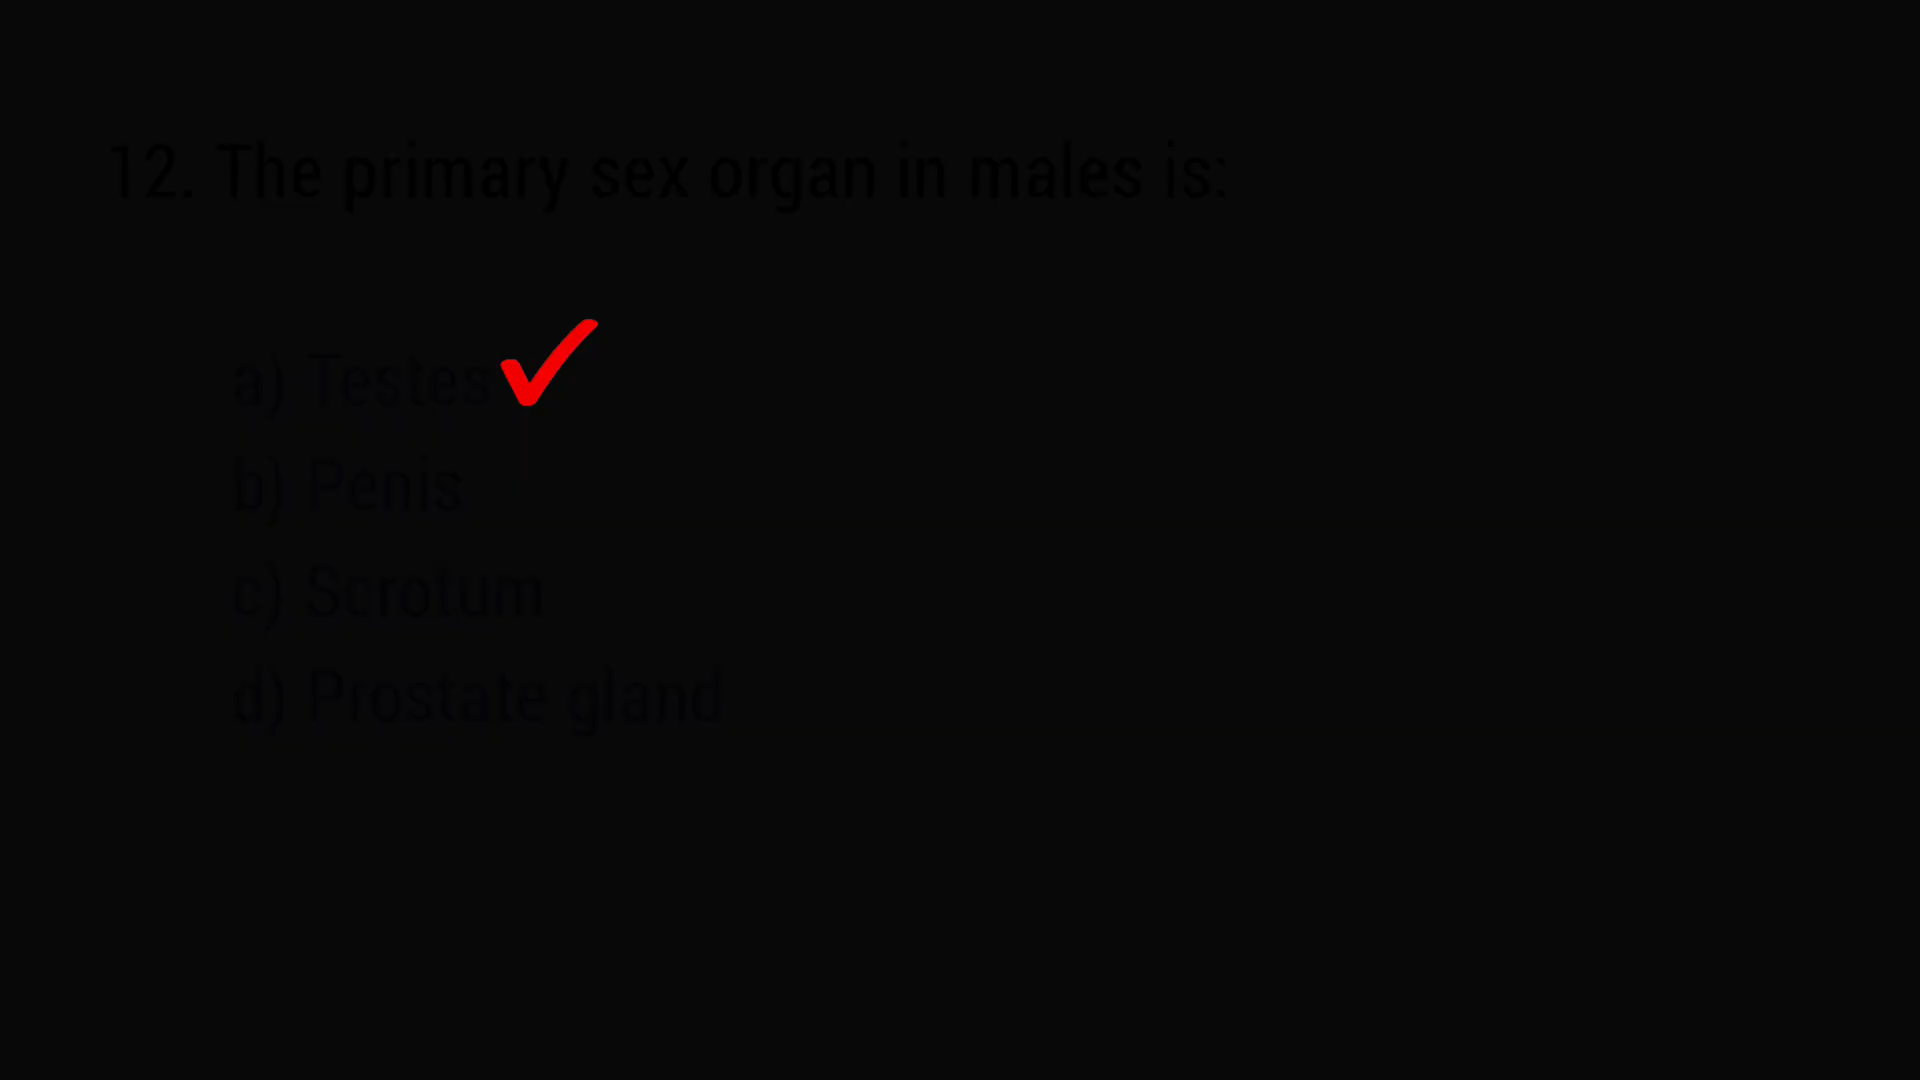 12. The primary sex organ in males is:
a) Testes
b) Penis
c) Scrotum
d) Prostate gland